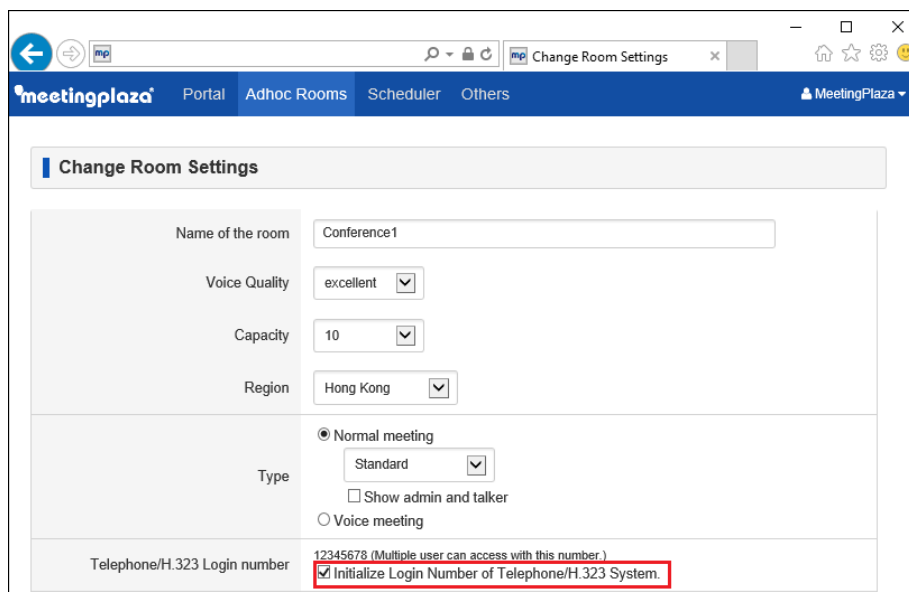 mp
mp Change Room Settings
meetingplaza Portal Adhoc Rooms Scheduler Others MeetingPlaza
Change Room Settings
Name of the room Conference1
Voice Quality excellent
Capacity 10
Region Hong Kong
Normal meeting
Standard
Type
Show admin and talker
Voice meeting
12345678 (Multiple user can access with this number.)
Telephone/H.323 Login number
Initialize Login Number of Telephone/H.323 System.